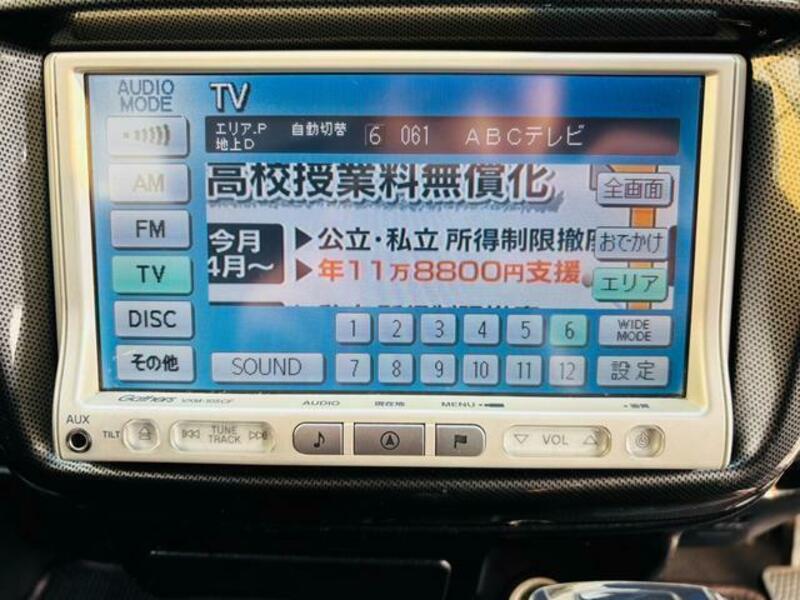 AUDIO
MODE
TV
エリア.P 自動切替 6 061 ABCテレビ
地上D
AM
FM
TV
DISC
その他
高校授業料無償化
全画面
今月
4月～
▶公立・私立 所得制限撤
おでかけ
▶年11万8800円支援
エリア
1 2 3 4 5 6
WIDE
MODE
SOUND
7 8 9 10 11 12
設定
Gathers VXM-105CF
AUDIO 現在地 MENU
AUX
TILT
TUNE
TRACK
VOL